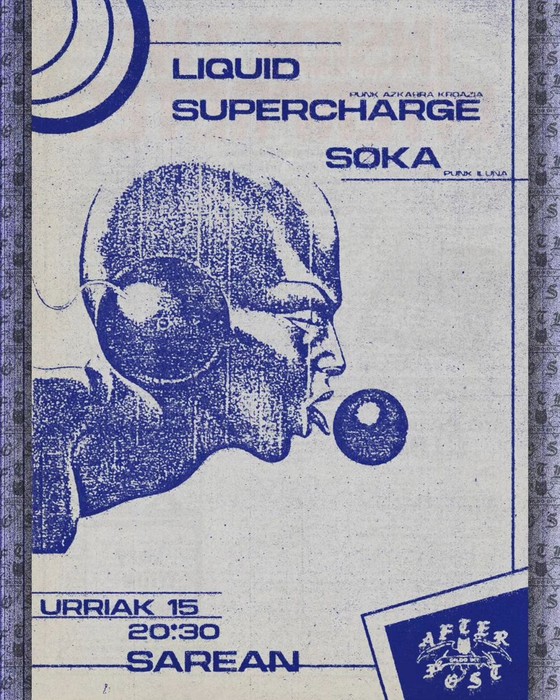 LIQUID
PUNK AZKARRA KROAZIA
SUPERCHARGE
SØKA
PUNK ILUNA
URRIAK 15
20:30
SAREAN
AFTER
POST